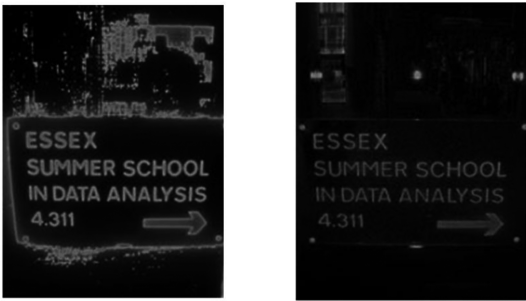 ESSEX
SUMMER SCHOOL
IN DATA ANALYSIS
4.311
ESSEX
SUMMER SCHOOL
IN DATA ANALYSIS
4.311